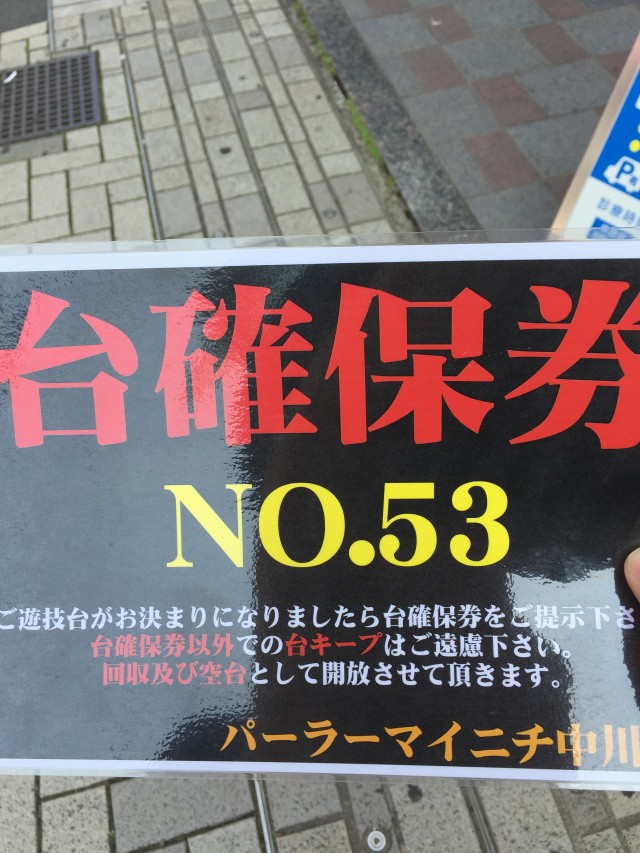 P
診療時
台確保券
NO.53
ご遊技台がお決まりになりましたら台確保券をご提示下さ
台確保券以外での台キープはご遠慮下さい。
回収及び空台として開放させて頂きます。
パーラーマイニチ中川